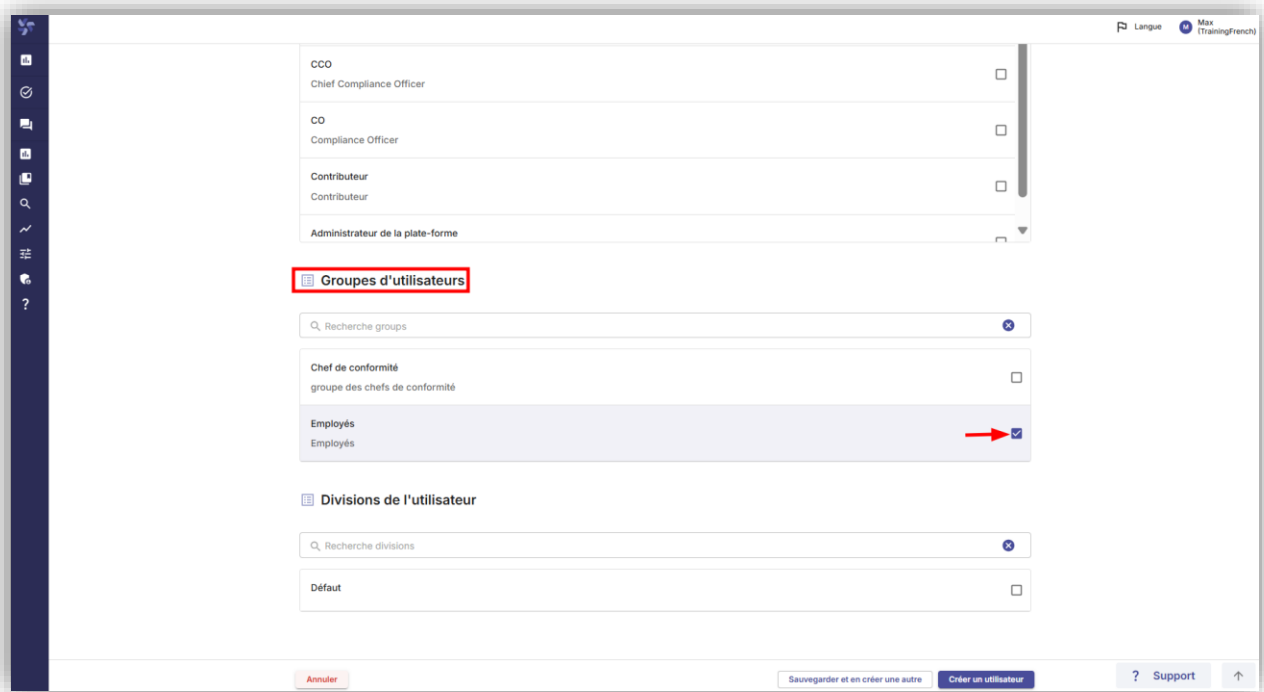 Langue
M
Max
(TrainingFrench)
CCO
Chief Compliance Officer
CO
Compliance Officer
Contributeur
Contributeur
Administrateur de la plate-forme
Groupes d'utilisateurs
Recherche groups
Chef de conformité
groupe des chefs de conformité
Employés
Employés
Divisions de l'utilisateur
Recherche divisions
Défaut
Annuler
Sauvegarder et en créer une autre
Créer un utilisateur
? Support
?